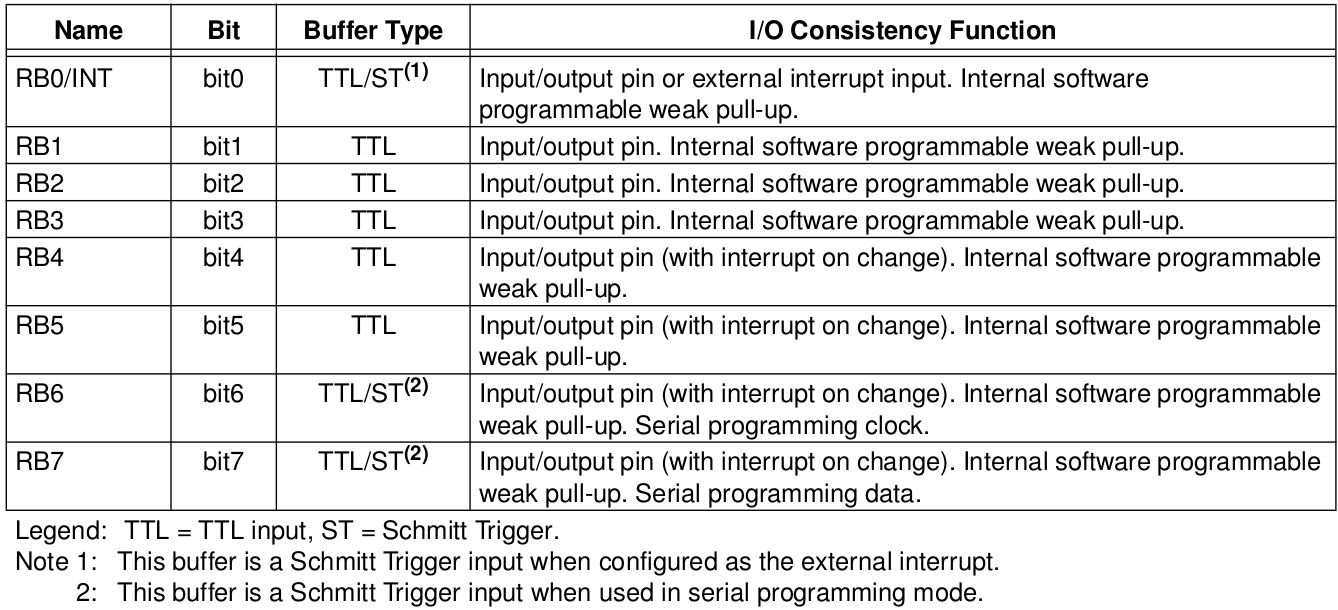 Name Bit Buffer Type I/O Consistency Function
RB0/INT bit0 TTL/ST(1) Input/output pin or external interrupt input. Internal software
programmable weak pull-up.
RB1 bit1 TTL Input/output pin. Internal software programmable weak pull-up.
RB2 bit2 TTL Input/output pin. Internal software programmable weak pull-up.
RB3 bit3 TTL Input/output pin. Internal software programmable weak pull-up.
RB4 bit4 TTL Input/output pin (with interrupt on change). Internal software programmable
weak pull-up.
RB5 bit5 TTL Input/output pin (with interrupt on change). Internal software programmable
weak pull-up.
RB6 bit6 TTL/ST(2) Input/output pin (with interrupt on change). Internal software programmable
weak pull-up. Serial programming clock.
RB7 bit7 TTL/ST(2) Input/output pin (with interrupt on change). Internal software programmable
weak pull-up. Serial programming data.
Legend: TTL = TTL input, ST = Schmitt Trigger.
Note 1: This buffer is a Schmitt Trigger input when configured as the external interrupt.
2: This buffer is a Schmitt Trigger input when used in serial programming mode.